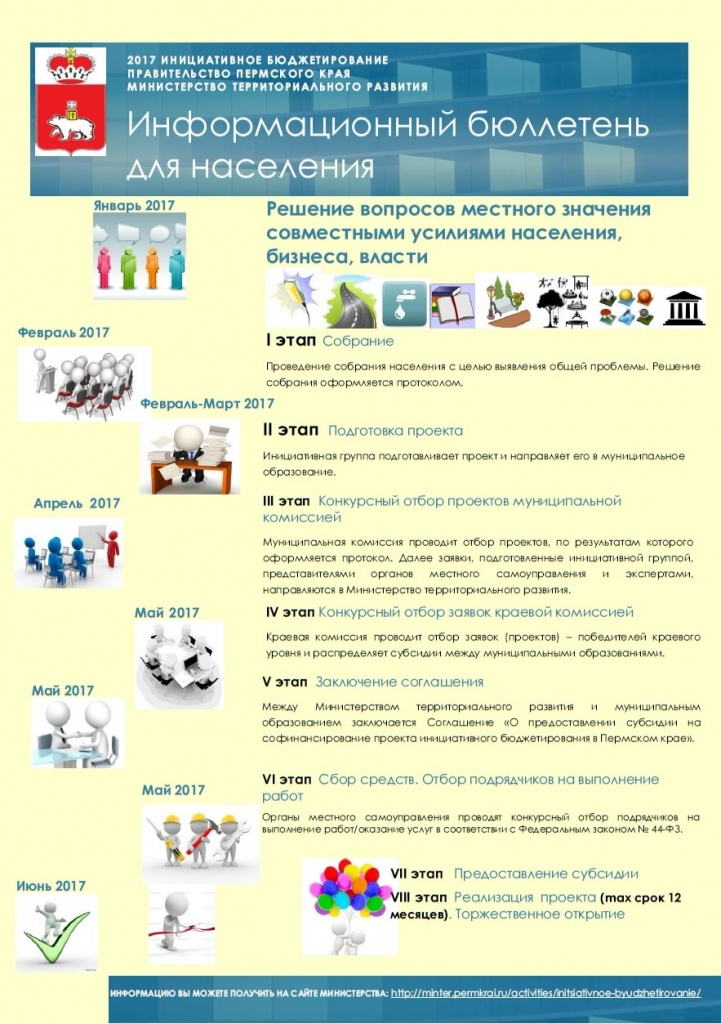 2017 ИНИЦИАТИВНОЕ БЮДЖЕТИРОВАНИЕ
ПРАВИТЕЛЬСТВО ПЕРМСКОГО КРАЯ
МИНИСТЕРСТВО ТЕРРИТОРИАЛЬНОГО РАЗВИТИЯ
Информационный бюллетень
для населения
Январь 2017
Решение вопросов местного значения
совместными усилиями населения,
бизнеса, власти
Февраль 2017
I этап Собрание
Проведение собрания населения с целью выявления общей проблемы. Решение
собрания оформляется протоколом.
Февраль-Март 2017
II этап Подготовка проекта
Инициативная группа подготавливает проект и направляет его в муниципальное
образование.
Апрель 2017
III этап Конкурсный отбор проектов муниципальной
комиссией
Муниципальная комиссия проводит отбор проектов, по результатам которого
оформляется протокол. Далее заявки, подготовленные инициативной группой,
представителями органов местного самоуправления и экспертами,
направляются в Министерство территориального развития.
Май 2017
IV этап Конкурсный отбор заявок краевой комиссией
Краевая комиссия проводит отбор заявок (проектов) – победителей краевого
уровня и распределяет субсидии между муниципальными образованиями.
Май 2017
V этап Заключение соглашения
Между Министерством территориального развития и муниципальным
образованием заключается Соглашение «О предоставлении субсидии на
софинансирование проекта инициативного бюджетирования в Пермском крае».
Май 2017
VI этап Сбор средств. Отбор подрядчиков на выполнение
работ
Органы местного самоуправления проводят конкурсный отбор подрядчиков на
выполнение работ/оказание услуг в соответствии с Федеральным законом № 44-ФЗ.
Июнь 2017
VII этап Предоставление субсидии
VIII этап Реализация проекта (max срок 12
месяцев). Торжественное открытие
ИНФОРМАЦИЮ ВЫ МОЖЕТЕ ПОЛУЧИТЬ НА САЙТЕ МИНИСТЕРСТВА: http://minter.permkrai.ru/activities/initsiativnoe-byudzhetirovanie/